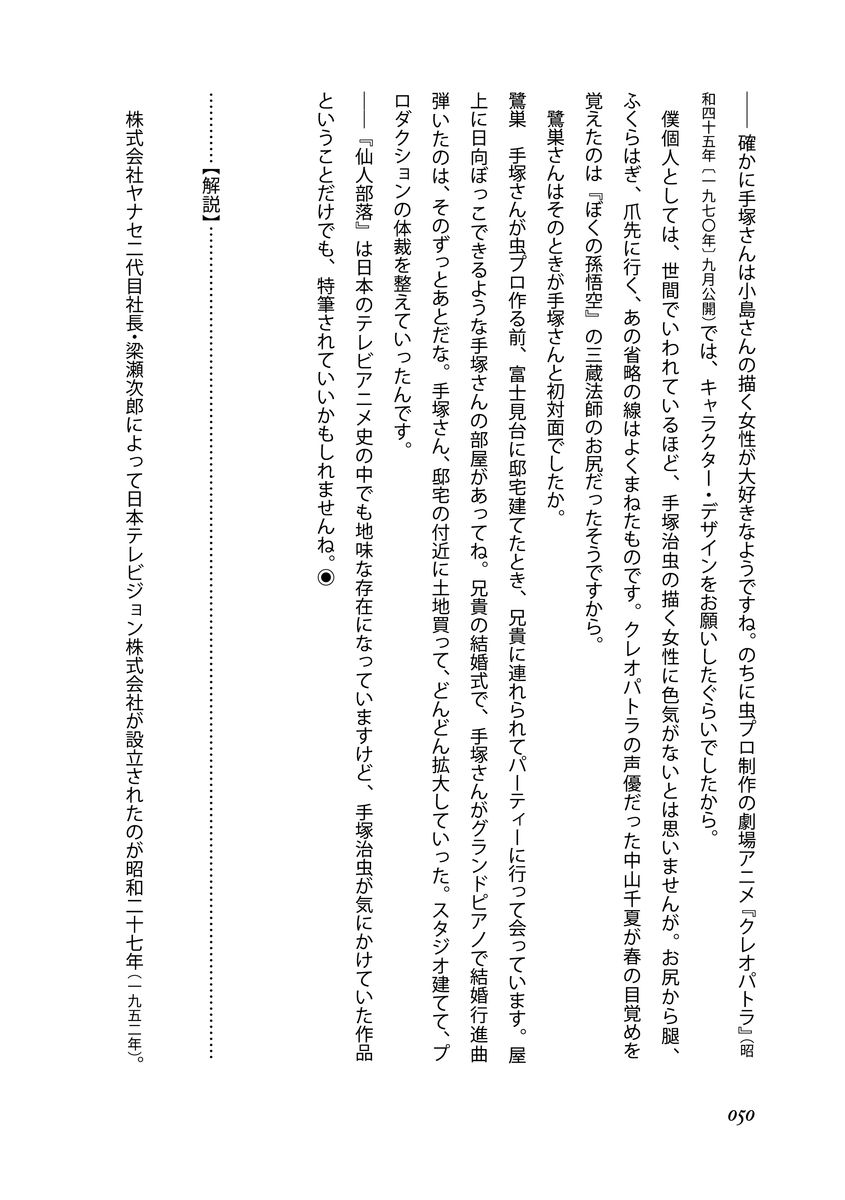 ――確かに手塚さんは小島さんの描く女性が大好きなようですね。のちに虫プロ制作の劇場アニメ『クレオパトラ』（昭
和四十五年〔一九七〇年〕九月公開）では、キャラクター・デザインをお願いしたぐらいでしたから。
僕個人としては、世間でいわれているほど、手塚治虫の描く女性に色気がないとは思いませんが。お尻から腿、
ふくらはぎ、爪先に行く、あの省略の線はよくまねたものです。クレオパトラの声優だった中山千夏が春の目覚めを
覚えたのは『ぼくの孫悟空』の三蔵法師のお尻だったそうですから。
鷺巣さんはそのときが手塚さんと初対面でしたか。
鷺巣　手塚さんが虫プロ作る前、富士見台に邸宅建てたとき、兄貴に連れられてパーティーに行って会っています。屋
上に日向ぼっこできるような手塚さんの部屋があってね。兄貴の結婚式で、手塚さんがグランドピアノで結婚行進曲
弾いたのは、そのずっとあとだな。手塚さん、邸宅の付近に土地買って、どんどん拡大していった。スタジオ建てて、プ
ロダクションの体裁を整えていったんです。
――『仙人部落』は日本のテレビアニメ史の中でも地味な存在になっていますけど、手塚治虫が気にかけていた作品
ということだけでも、特筆されていいかもしれませんね。◉
…………【解説】………………………………………………………………
株式会社ヤナセ二代目社長・梁瀬次郎によって日本テレビジョン株式会社が設立されたのが昭和二十七年（一九五二年）。
050